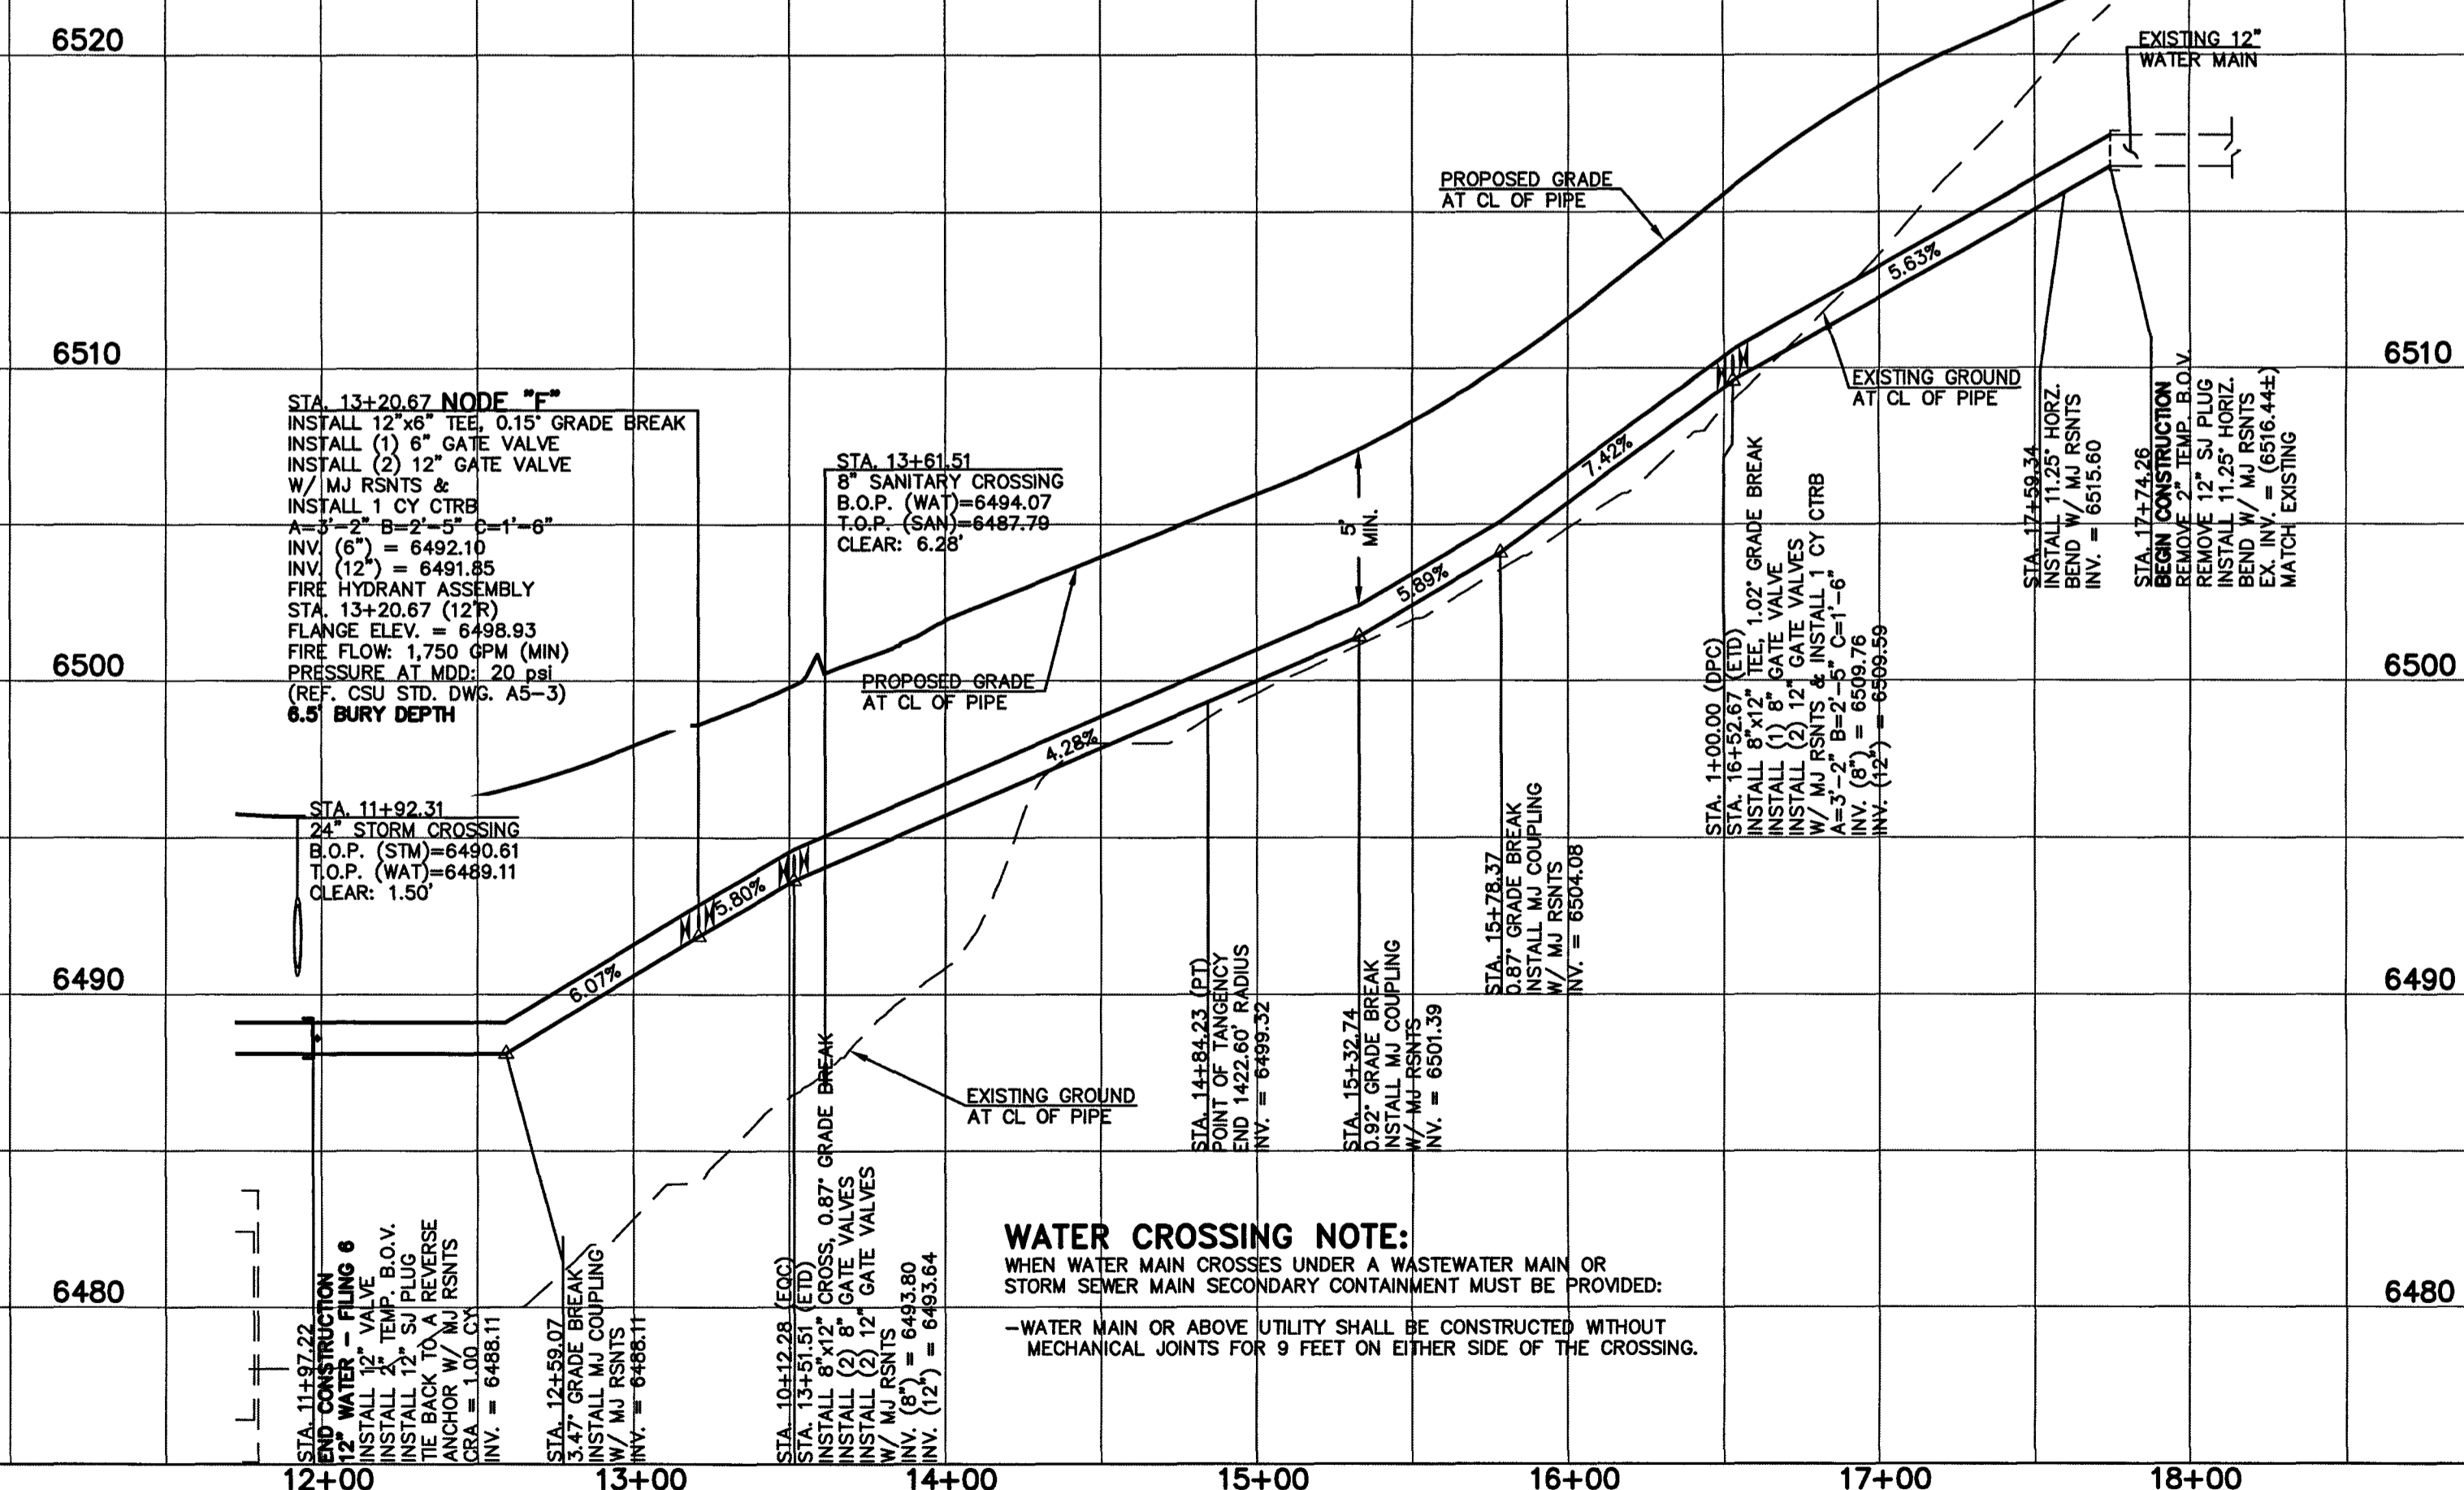 6520
6510
6500
6490
6480
6510
6500
6490
6480
EXISTING 12"
WATER MAIN
PROPOSED GRADE
AT CL OF PIPE
5.63%
EXISTING GROUND
AT CL OF PIPE
7.42%
5'
MIN.
5.89%
STA. 13+20.67 NODE "F"
INSTALL 12"x6" TEE, 0.15° GRADE BREAK
INSTALL (1) 6" GATE VALVE
INSTALL (2) 12" GATE VALVE
W/ MJ RSNTS &
INSTALL 1 CY CTRB
A=3'-2" B=2'-5" C=1'-6"
INV. (6") = 6492.10
INV. (12") = 6491.85
FIRE HYDRANT ASSEMBLY
STA. 13+20.67 (12'R)
FLANGE ELEV. = 6498.93
FIRE FLOW: 1,750 GPM (MIN)
PRESSURE AT MDD: 20 psi
(REF. CSU STD. DWG. A5-3)
6.5' BURY DEPTH
STA. 13+61.51
8" SANITARY CROSSING
B.O.P. (WAT)=6494.07
T.O.P. (SAN)=6487.79
CLEAR: 6.28'
PROPOSED GRADE
AT CL OF PIPE
4.28%
STA. 11+92.31
24" STORM CROSSING
B.O.P. (STM)=6490.61
T.O.P. (WAT)=6489.11
CLEAR: 1.50'
5.80%
6.07%
EXISTING GROUND
AT CL OF PIPE
STA. 11+97.22
END CONSTRUCTION
12" WATER - FILING 6
INSTALL 12" VALVE
INSTALL 2" TEMP. B.O.V.
INSTALL 12" SJ PLUG
TIE BACK TO A REVERSE
ANCHOR W/ MJ RSNTS
CRA = 1.00 CY
INV. = 6488.11
STA. 12+59.07
3.47° GRADE BREAK
INSTALL MJ COUPLING
W/ MJ RSNTS
INV. = 6488.11
STA. 10+12.28 (EQC)
STA. 13+51.51 (ETD)
INSTALL 8"x12" CROSS, 0.87° GRADE BREAK
INSTALL (2) 8" GATE VALVES
INSTALL (2) 12" GATE VALVES
W/ MJ RSNTS
INV. (8") = 6493.80
INV. (12") = 6493.64
STA. 14+84.23 (PT)
POINT OF TANGENCY
END 1422.60' RADIUS
INV. = 6499.32
STA. 15+32.74
0.92° GRADE BREAK
INSTALL MJ COUPLING
W/ MJ RSNTS
INV. = 6501.39
STA. 15+78.37
0.87° GRADE BREAK
INSTALL MJ COUPLING
W/ MJ RSNTS
INV. = 6504.08
STA. 1+00.00 (DPC)
STA. 16+52.67 (ETD)
INSTALL 8"x12" TEE, 1.02° GRADE BREAK
INSTALL (1) 8" GATE VALVE
INSTALL (2) 12" GATE VALVES
W/ MJ RSNTS & INSTALL 1 CY CTRB
A=3'-2" B=2'-5" C=1'-6"
INV. (8") = 6509.76
INV. (12") = 6509.59
STA. 17+59.34
INSTALL 11.25° HORZ.
BEND W/ MJ RSNTS
INV. = 6515.60
STA. 17+74.26
BEGIN CONSTRUCTION
REMOVE 2" TEMP. B.O.V.
REMOVE 12" SJ PLUG
INSTALL 11.25° HORIZ.
BEND W/ MJ RSNTS
EX. INV. = (6516.44±)
MATCH EXISTING
WATER CROSSING NOTE:
WHEN WATER MAIN CROSSES UNDER A WASTEWATER MAIN OR
STORM SEWER MAIN SECONDARY CONTAINMENT MUST BE PROVIDED:
-WATER MAIN OR ABOVE UTILITY SHALL BE CONSTRUCTED WITHOUT
MECHANICAL JOINTS FOR 9 FEET ON EITHER SIDE OF THE CROSSING.
12+00
13+00
14+00
15+00
16+00
17+00
18+00